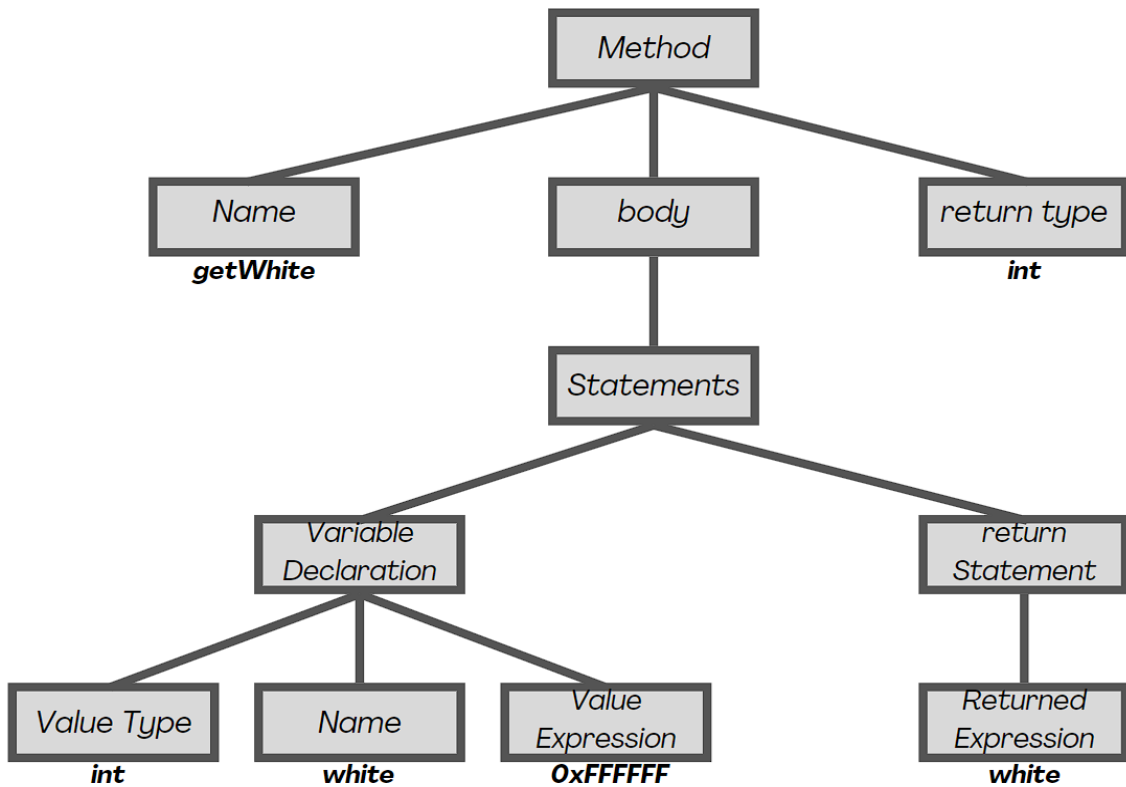 Method
Name
body
return type
getWhite
int
Statements
Variable
Declaration
return
Statement
Value Type
Name
Value
Expression
Returned
Expression
int
white
0xFFFFFF
white